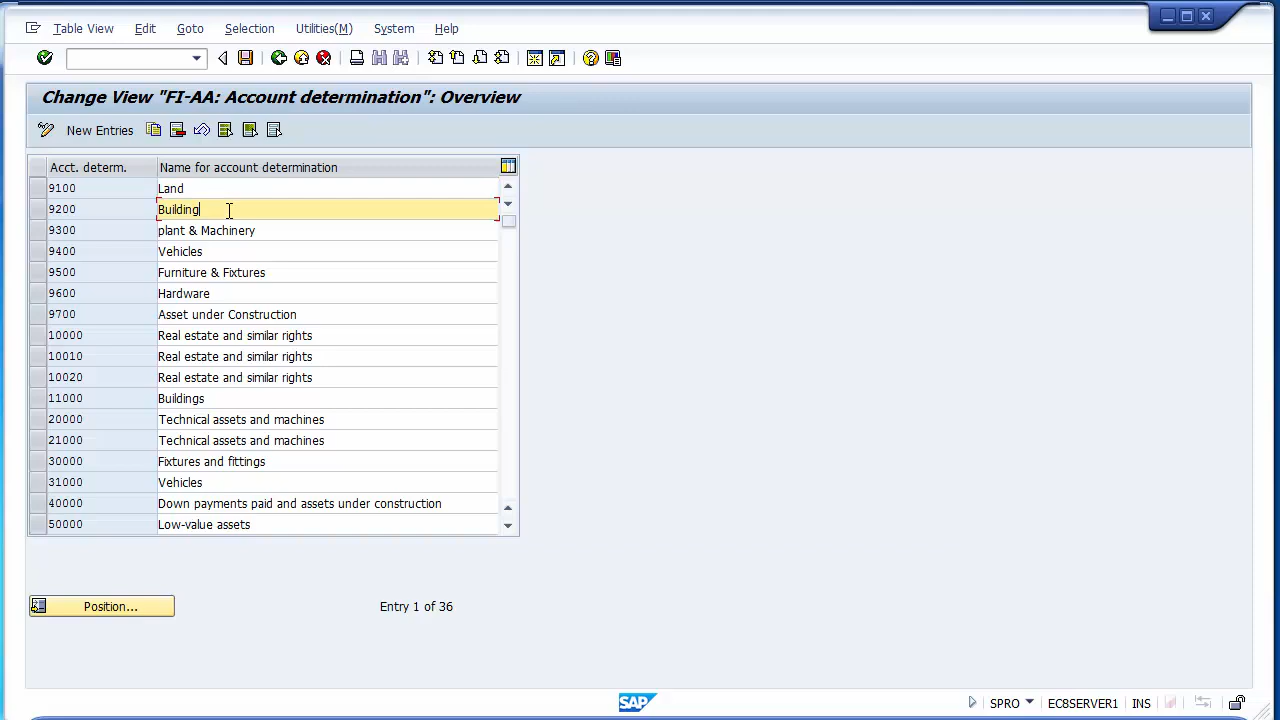 Table View Edit Goto Selection Utilities(M) System Help
Change View "FI-AA: Account determination": Overview
New Entries
Acct. determ. Name for account determination
9100 Land
9200 Building
9300 plant & Machinery
9400 Vehicles
9500 Furniture & Fixtures
9600 Hardware
9700 Asset under Construction
10000 Real estate and similar rights
10010 Real estate and similar rights
10020 Real estate and similar rights
11000 Buildings
20000 Technical assets and machines
21000 Technical assets and machines
30000 Fixtures and fittings
31000 Vehicles
40000 Down payments paid and assets under construction
50000 Low-value assets
Position... Entry 1 of 36
SAP SPRO EC8SERVER1 INS